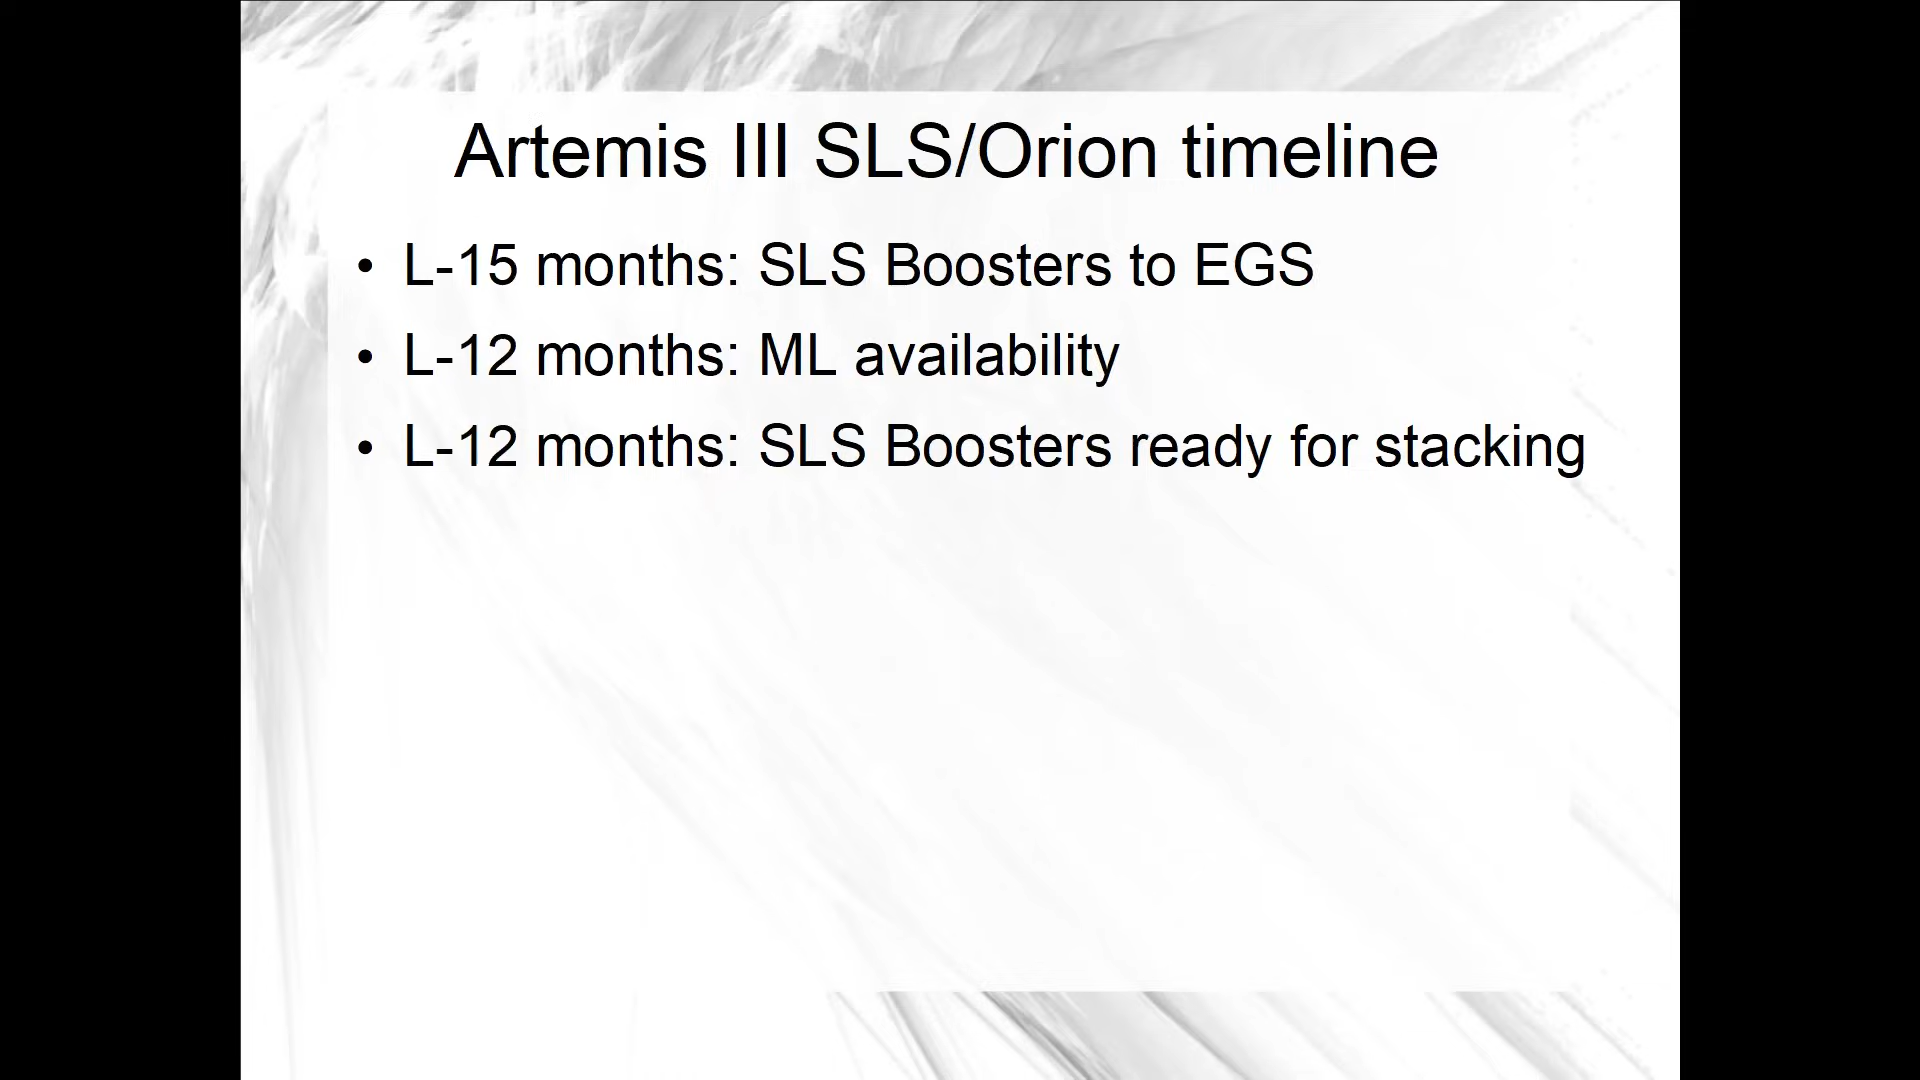 Artemis III SLS/Orion timeline
• L-15 months: SLS Boosters to EGS
• L-12 months: ML availability
• L-12 months: SLS Boosters ready for stacking